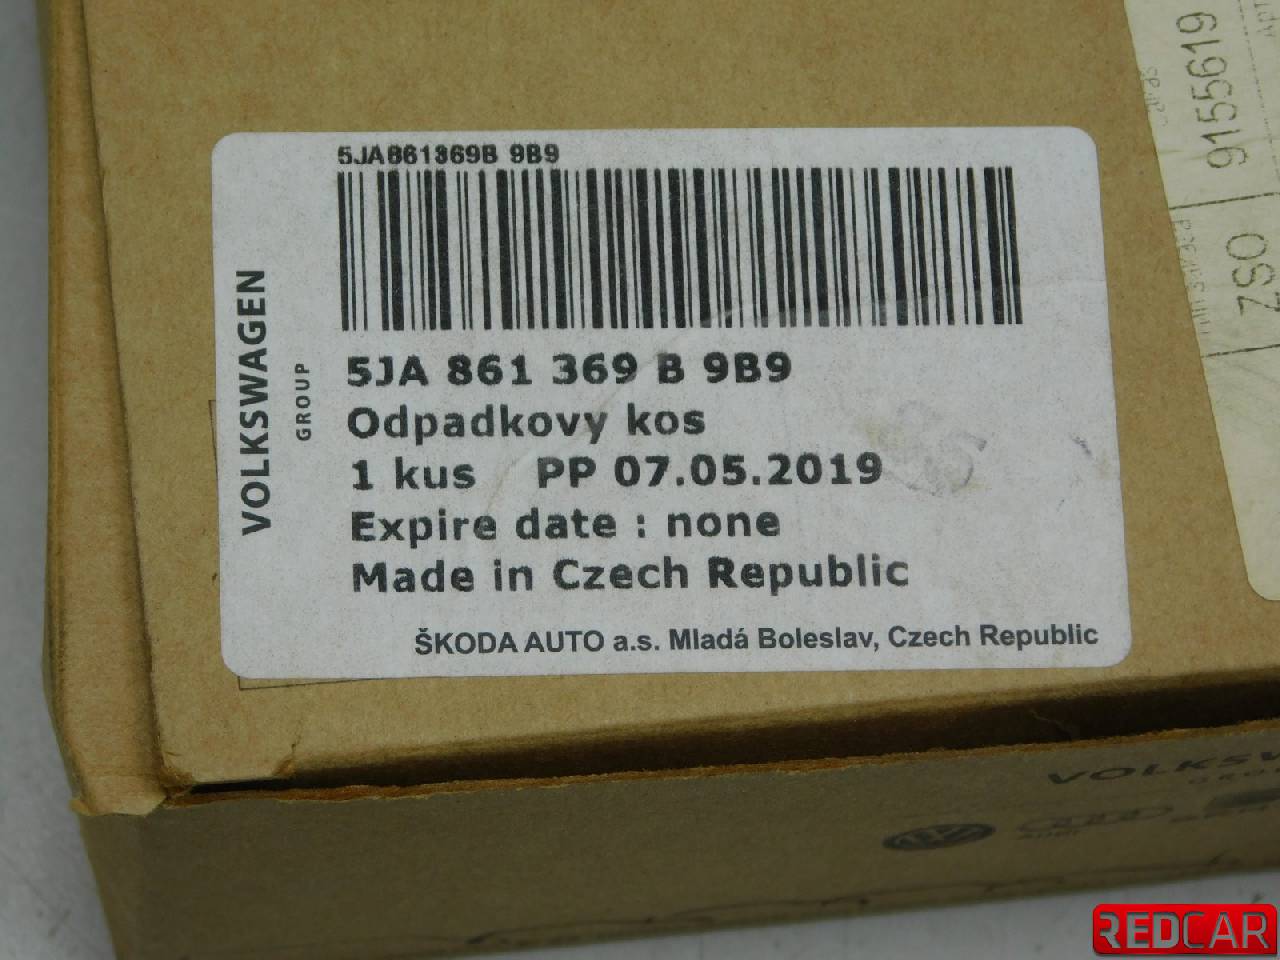 5JA861369B 9B9
VOLKSWAGEN
GROUP
5JA 861 369 B 9B9
Odpadkovy kos
1 kus PP 07.05.2019
Expire date : none
Made in Czech Republic
ŠKODA AUTO a.s. Mladá Boleslav, Czech Republic
9155619
ZSO
REDCAR